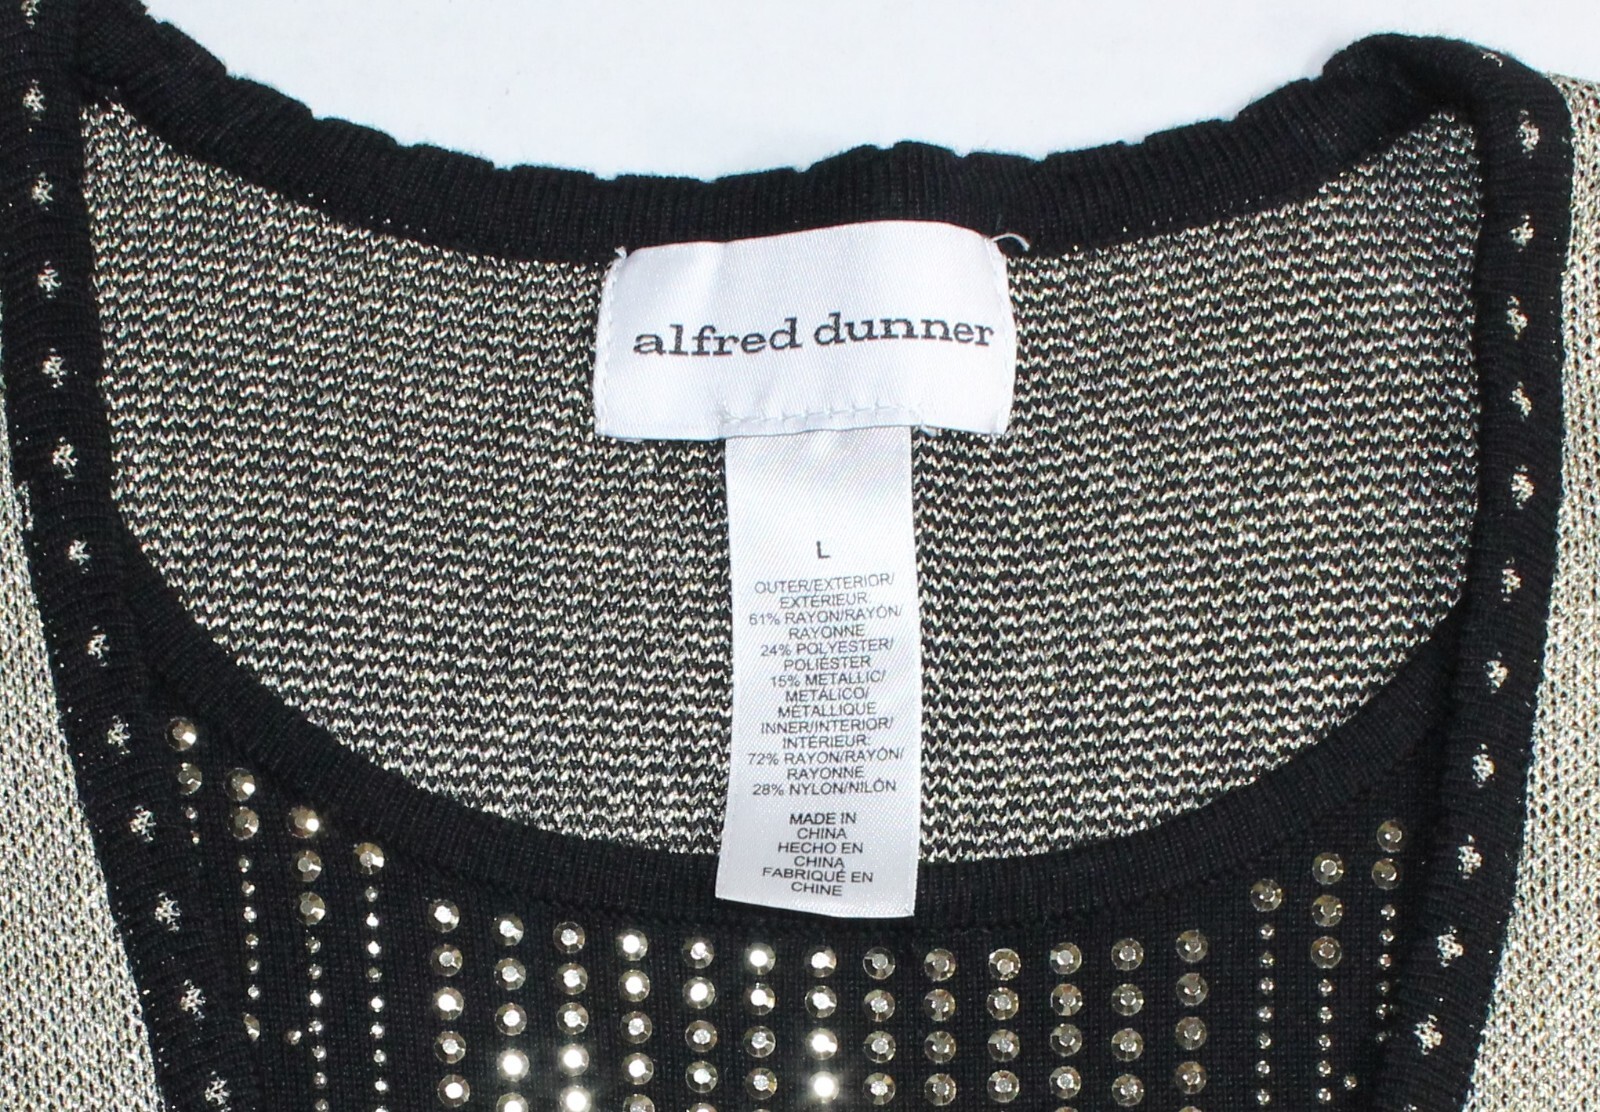 alfred dunner
L
OUTER/EXTERIOR/
EXTÉRIEUR:
61% RAYON/RAYÓN/
RAYONNE
24% POLYESTER/
POLIÉSTER
15% METALLIC/
METÁLICO/
MÉTALLIQUE
INNER/INTERIOR/
INTÉRIEUR:
72% RAYON/RAYÓN/
RAYONNE
28% NYLON/NILÓN
MADE IN
CHINA
HECHO EN
CHINA
FABRIQUÉ EN
CHINE